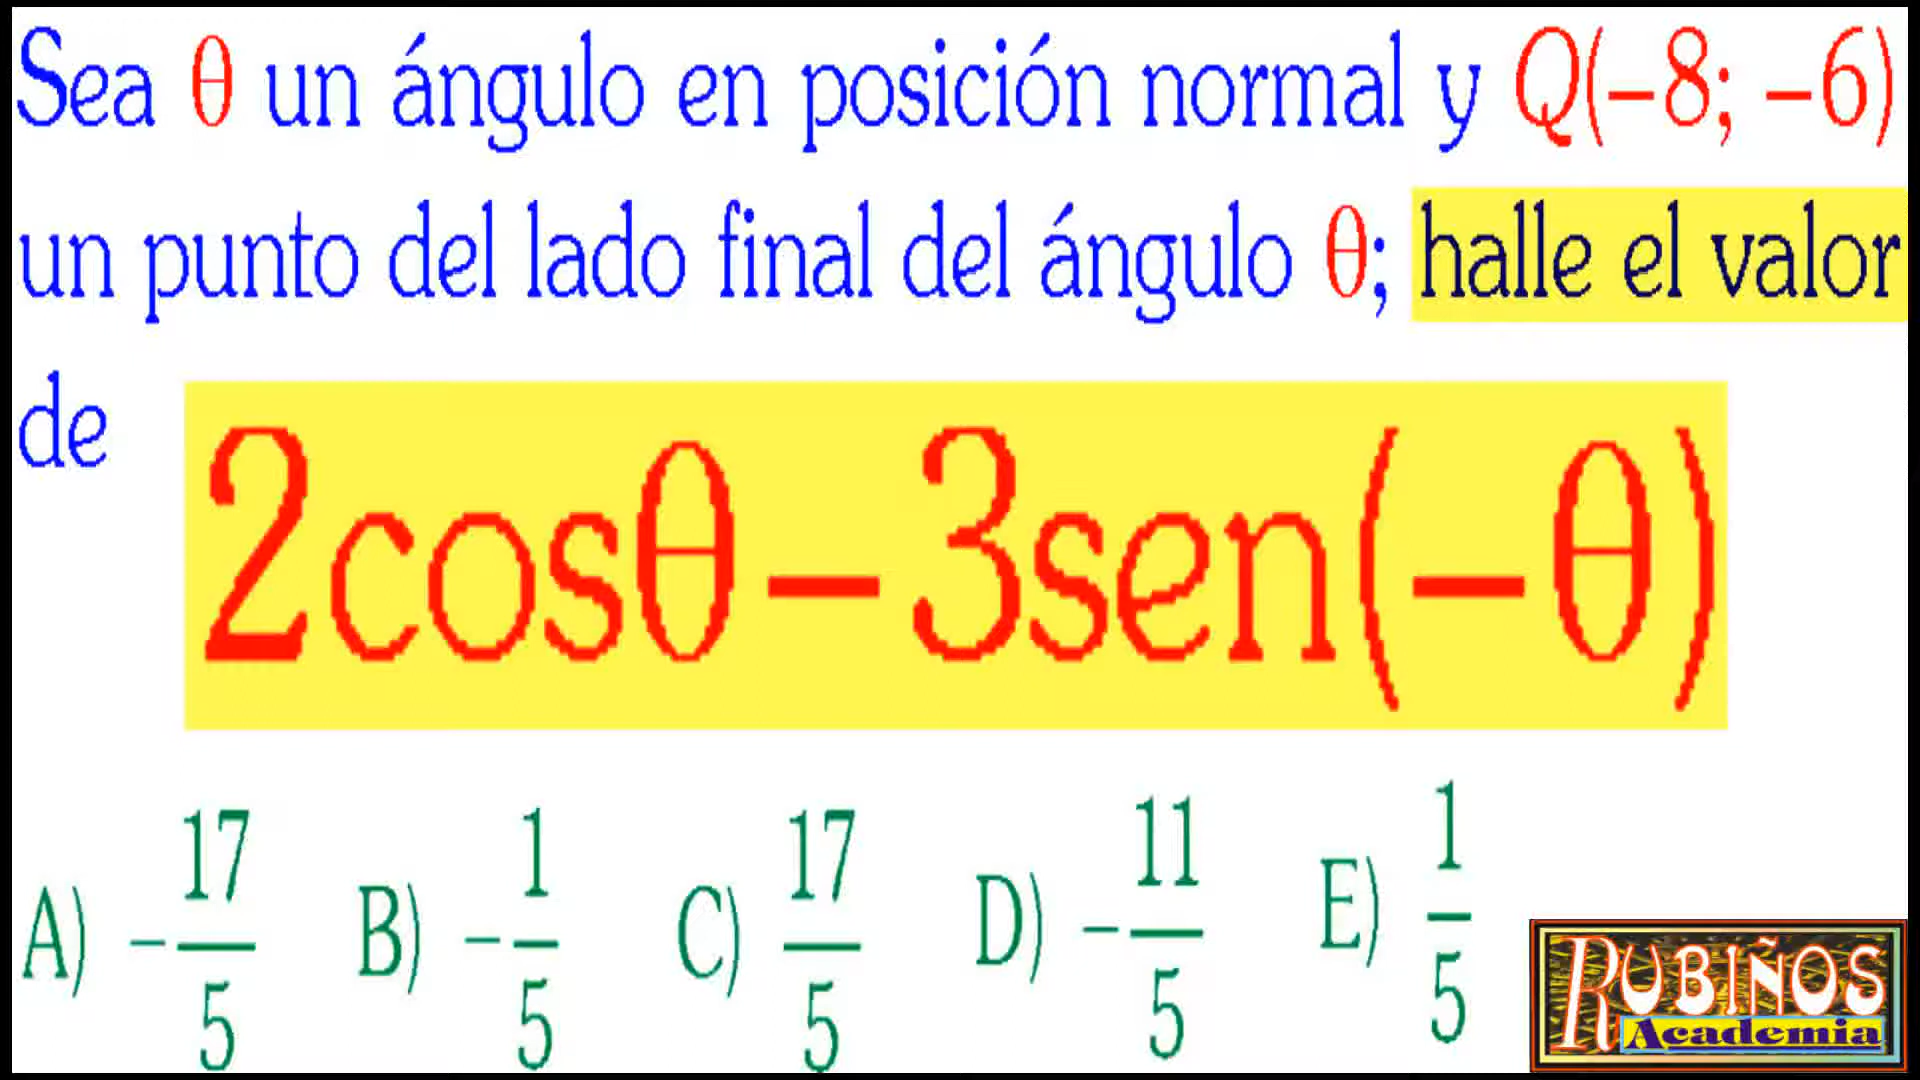 Sea θ un ángulo en posición normal y Q(–8; –6)
un punto del lado final del ángulo θ; halle el valor
de 2cosθ–3sen(–θ)
A) –17/5 B) –1/5 C) 17/5 D) –11/5 E) 1/5
RUBIÑOS
Academia